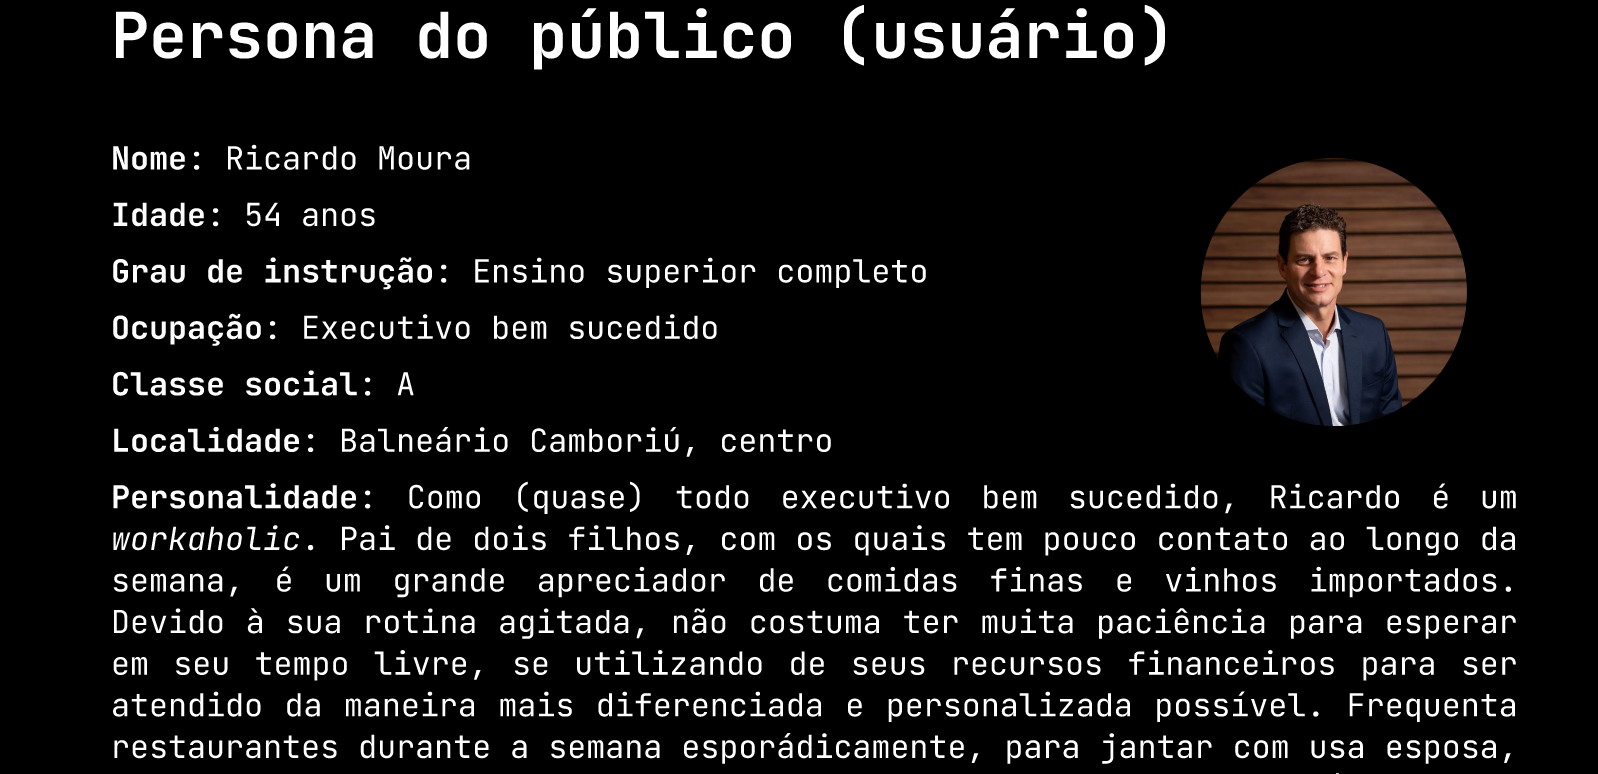 Persona do público (usuário)
Nome: Ricardo Moura
Idade: 54 anos
Grau de instrução: Ensino superior completo
Ocupação: Executivo bem sucedido
Classe social: A
Localidade: Balneário Camboriú, centro
Personalidade: Como (quase) todo executivo bem sucedido, Ricardo é um
workaholic. Pai de dois filhos, com os quais tem pouco contato ao longo da
semana, é um grande apreciador de comidas finas e vinhos importados.
Devido à sua rotina agitada, não costuma ter muita paciência para esperar
em seu tempo livre, se utilizando de seus recursos financeiros para ser
atendido da maneira mais diferenciada e personalizada possível. Frequenta
restaurantes durante a semana esporádicamente, para jantar com usa esposa,